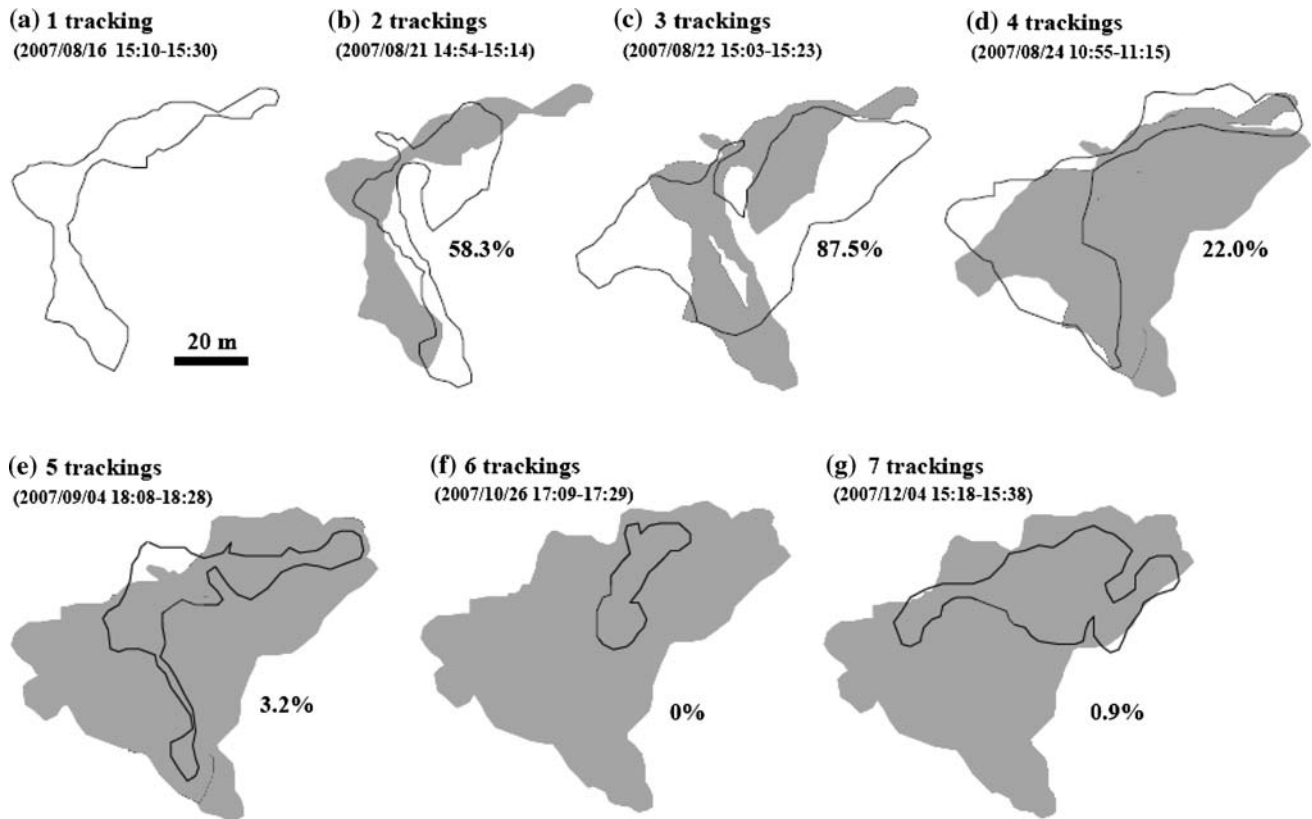 (a) 1 tracking
(2007/08/16 15:10-15:30)
(b) 2 trackings
(2007/08/21 14:54-15:14)
(c) 3 trackings
(2007/08/22 15:03-15:23)
(d) 4 trackings
(2007/08/24 10:55-11:15)
58.3%
87.5%
22.0%
20 m
(e) 5 trackings
(2007/09/04 18:08-18:28)
(f) 6 trackings
(2007/10/26 17:09-17:29)
(g) 7 trackings
(2007/12/04 15:18-15:38)
3.2%
0%
0.9%